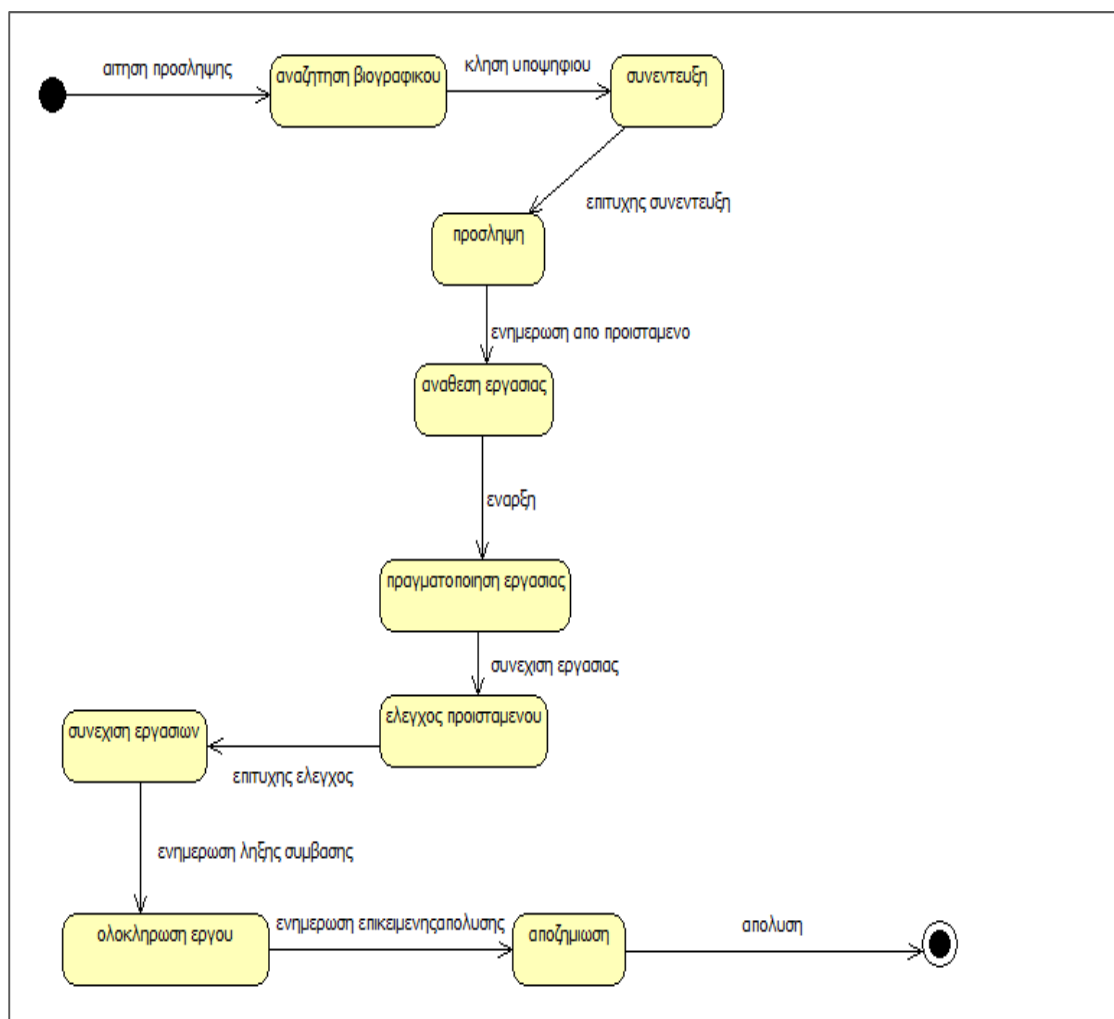 αιτηση προσληψης
αναζητηση βιογραφικου
κληση υποψηφιου
συνεντευξη
επιτυχης συνεντευξη
προσληψη
ενημερωση απο προισταμενο
αναθεση εργασιας
εναρξη
πραγματοποιηση εργασιας
συνεχιση εργασιας
ελεγχος προισταμενου
επιτυχης ελεγχος
συνεχιση εργασιων
ενημερωση ληξης συμβασης
ολοκληρωση εργου
ενημερωση επικειμενηςαπολυσης
αποζημιωση
απολυση